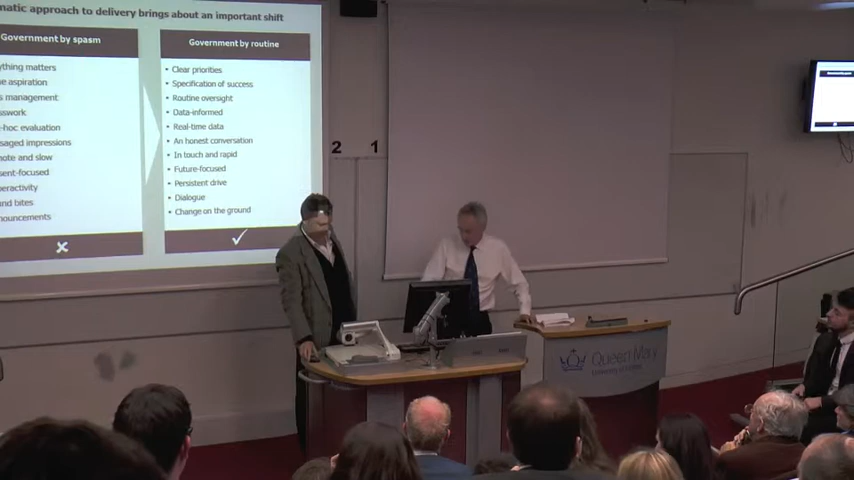 matic approach to delivery brings about an important shift
Government by spasm
ything matters
e aspiration
s management
swork
-hoc evaluation
saged impressions
note and slow
sent-focused
peractivity
nd bites
nouncements
Government by routine
• Clear priorities
• Specification of success
• Routine oversight
• Data-informed
• Real-time data
• An honest conversation
• In touch and rapid
• Future-focused
• Persistent drive
• Dialogue
• Change on the ground
2 1
Queen Mary
University of London